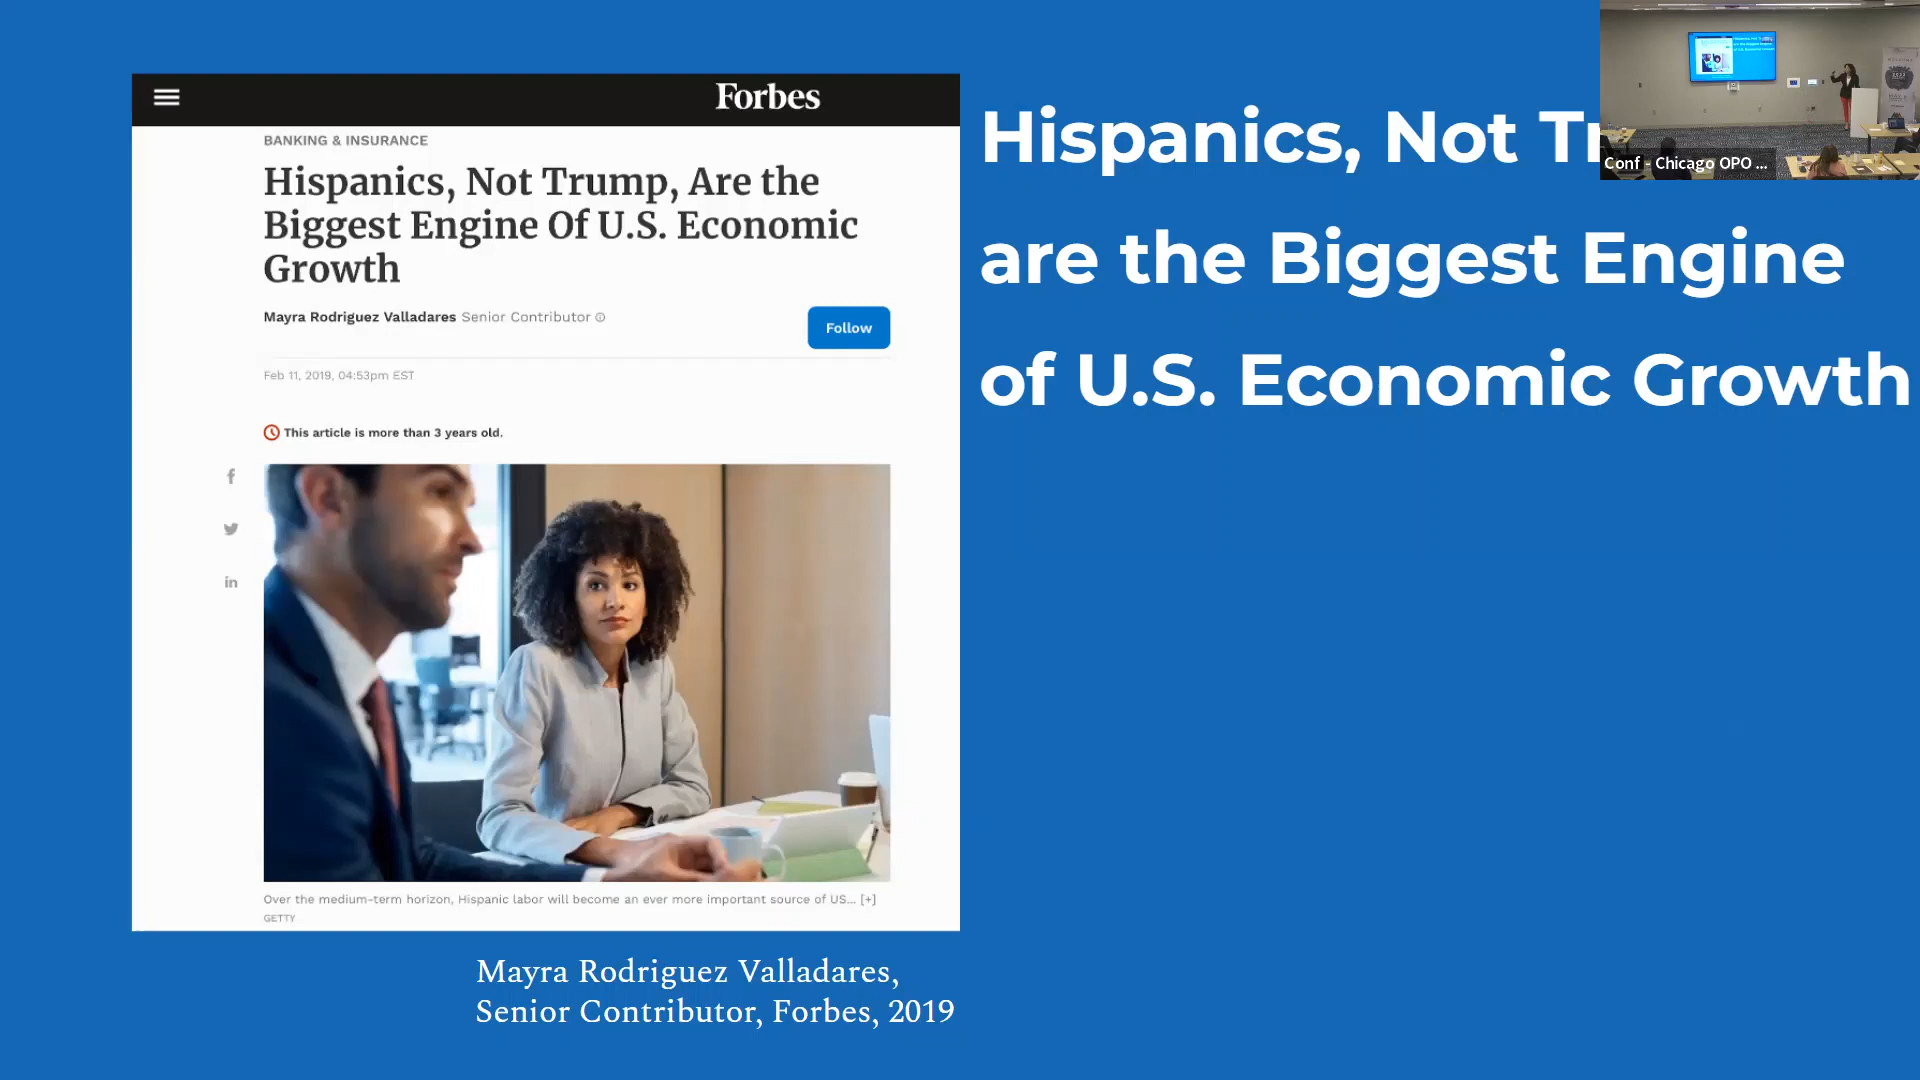 Forbes
BANKING & INSURANCE
Hispanics, Not Trump, Are the
Biggest Engine Of U.S. Economic
Growth
Mayra Rodriguez Valladares Senior Contributor
Follow
Feb 11, 2019, 04:53pm EST
This article is more than 3 years old.
f
in
Over the medium-term horizon, Hispanic labor will become an ever more important source of US... [+]
GETTY
Mayra Rodriguez Valladares,
Senior Contributor, Forbes, 2019
Hispanics, Not
are the Biggest Engine
of U.S. Economic Growth
Conf - Chicago OPO ...